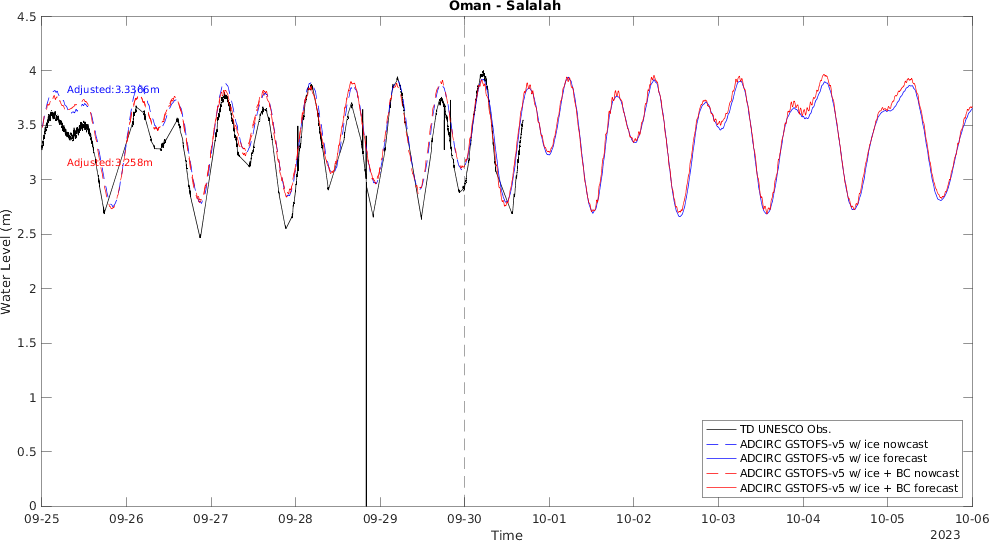 Oman - Salalah
4.5
4
3.5
3
2.5
2
1.5
1
0.5
0
Water Level (m)
Adjusted:3.3366m
Adjusted:3.258m
TD UNESCO Obs.
ADCIRC GSTOFS-v5 w/ ice nowcast
ADCIRC GSTOFS-v5 w/ ice forecast
ADCIRC GSTOFS-v5 w/ ice + BC nowcast
ADCIRC GSTOFS-v5 w/ ice + BC forecast
09-25 09-26 09-27 09-28 09-29 09-30 10-01 10-02 10-03 10-04 10-05 10-06
Time
2023